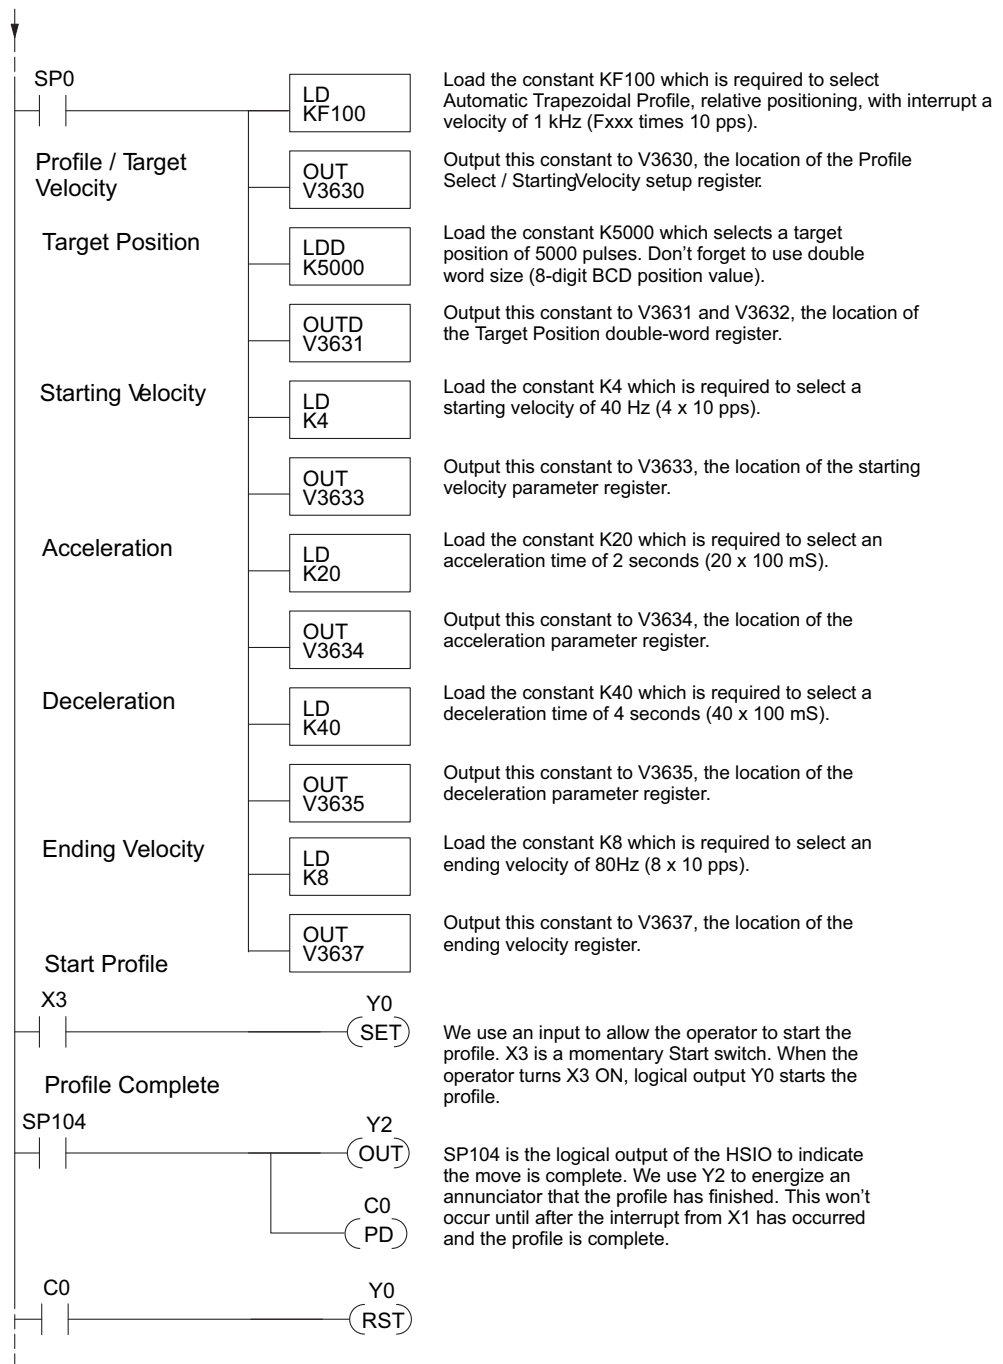 SP0
LD
KF100
Load the constant KF100 which is required to select
Automatic Trapezoidal Profile, relative positioning, with interrupt a
velocity of 1 kHz (Fxxx times 10 pps).
Profile / Target
Velocity
OUT
V3630
Output this constant to V3630, the location of the Profile
Select / StartingVelocity setup register.
Target Position
LDD
K5000
Load the constant K5000 which selects a target
position of 5000 pulses. Don't forget to use double
word size (8-digit BCD position value).
OUTD
V3631
Output this constant to V3631 and V3632, the location of
the Target Position double-word register.
Starting Velocity
LD
K4
Load the constant K4 which is required to select a
starting velocity of 40 Hz (4 x 10 pps).
OUT
V3633
Output this constant to V3633, the location of the starting
velocity parameter register.
Acceleration
LD
K20
Load the constant K20 which is required to select an
acceleration time of 2 seconds (20 x 100 mS).
OUT
V3634
Output this constant to V3634, the location of the
acceleration parameter register.
Deceleration
LD
K40
Load the constant K40 which is required to select a
deceleration time of 4 seconds (40 x 100 mS).
OUT
V3635
Output this constant to V3635, the location of the
deceleration parameter register.
Ending Velocity
LD
K8
Load the constant K8 which is required to select an
ending velocity of 80Hz (8 x 10 pps).
OUT
V3637
Output this constant to V3637, the location of the
ending velocity register.
Start Profile
X3
Y0
SET
We use an input to allow the operator to start the
profile. X3 is a momentary Start switch. When the
operator turns X3 ON, logical output Y0 starts the
profile.
Profile Complete
SP104
Y2
OUT
SP104 is the logical output of the HSIO to indicate
the move is complete. We use Y2 to energize an
annunciator that the profile has finished. This won't
occur until after the interrupt from X1 has occurred
and the profile is complete.
C0
PD
C0
Y0
RST